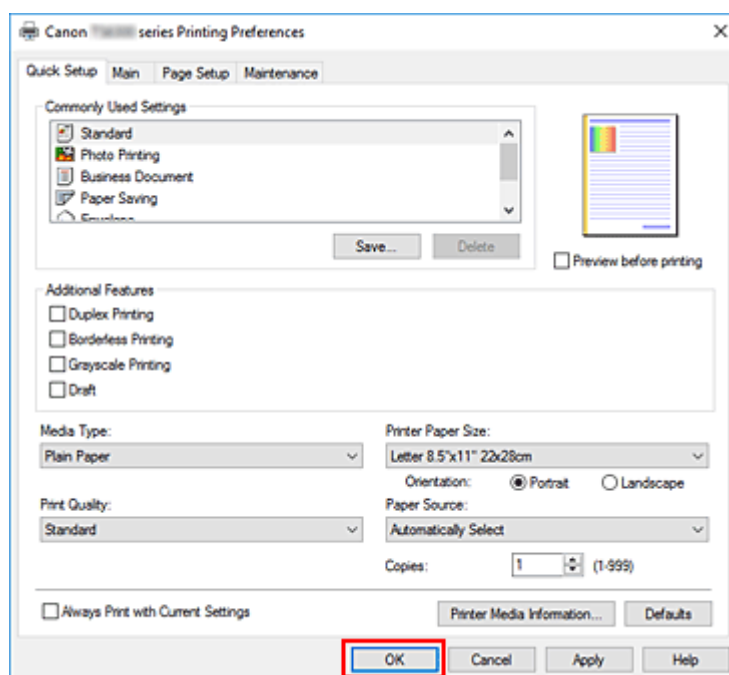 Canon series Printing Preferences
Quick Setup Main Page Setup Maintenance
Commonly Used Settings
Standard
Photo Printing
Business Document
Paper Saving
Envelope
Save... Delete
Preview before printing
Additional Features
Duplex Printing
Borderless Printing
Grayscale Printing
Draft
Media Type:
Plain Paper
Printer Paper Size:
Letter 8.5"x11" 22x28cm
Orientation: Portrait Landscape
Print Quality:
Standard
Paper Source:
Automatically Select
Copies: 1 (1-999)
Always Print with Current Settings
Printer Media Information... Defaults
OK Cancel Apply Help